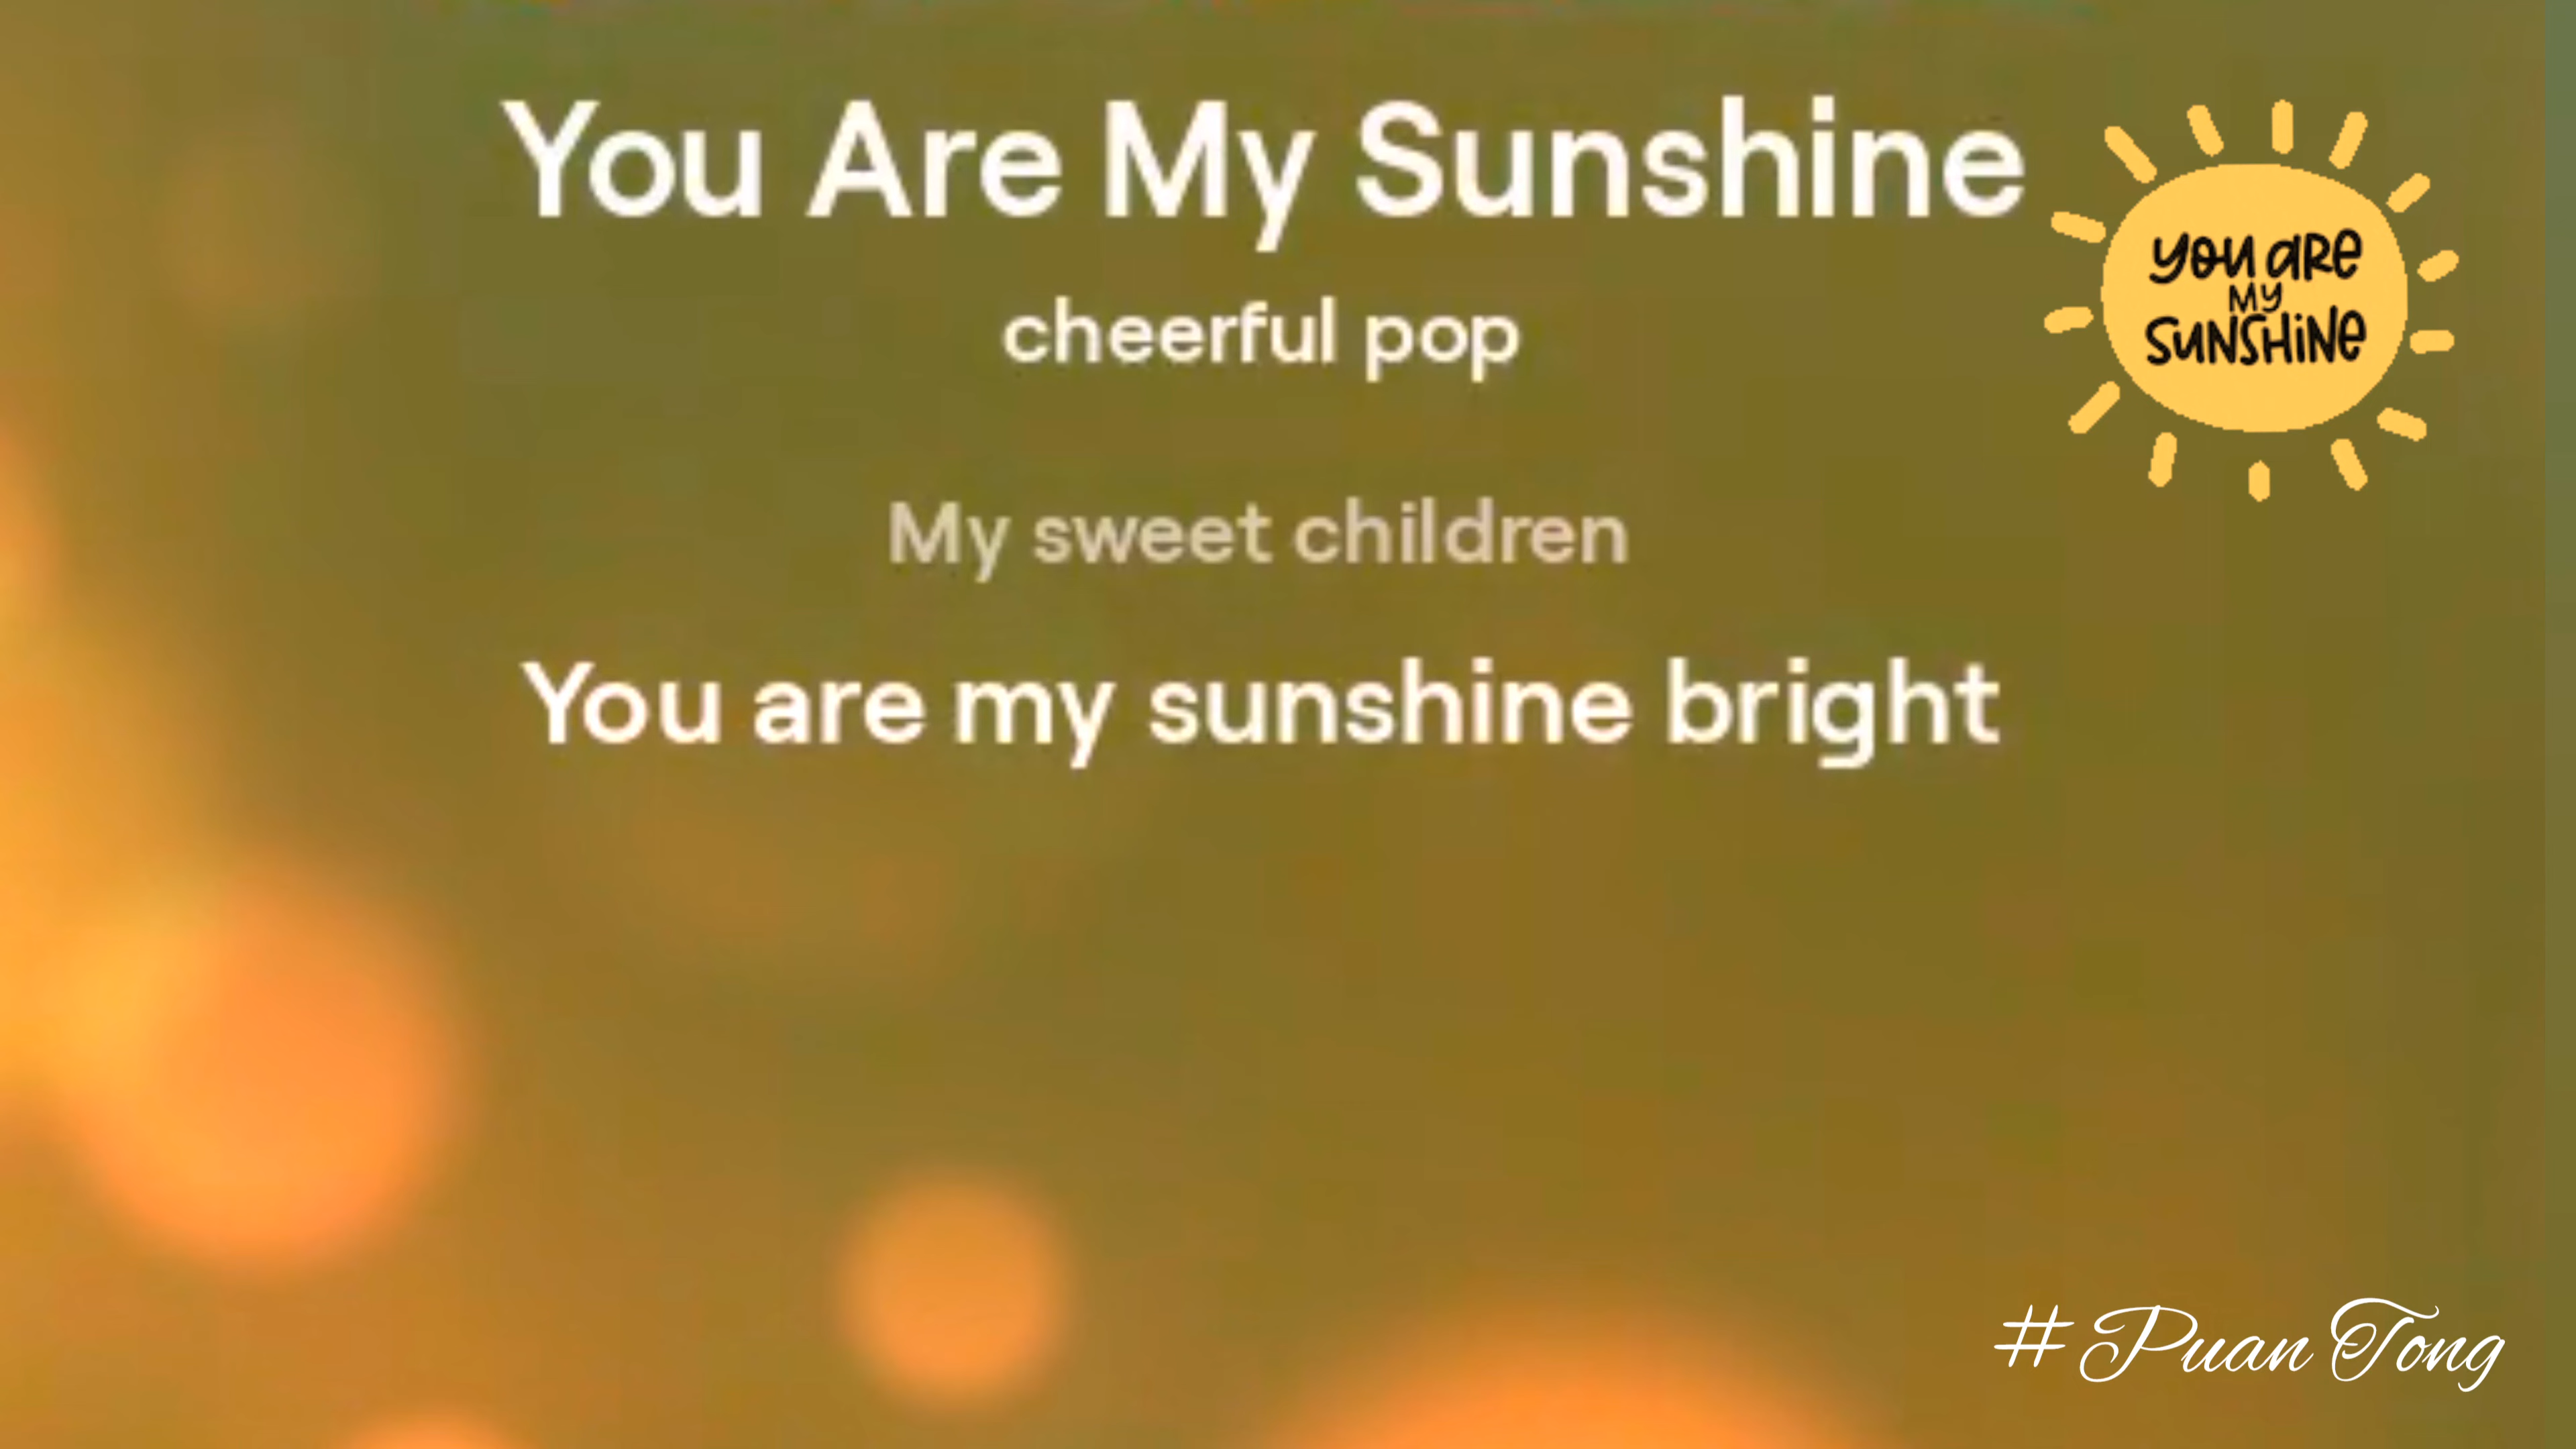 You Are My Sunshine
cheerful pop
My sweet children
You are my sunshine bright
you are
my
sunshine
#Puan Tong